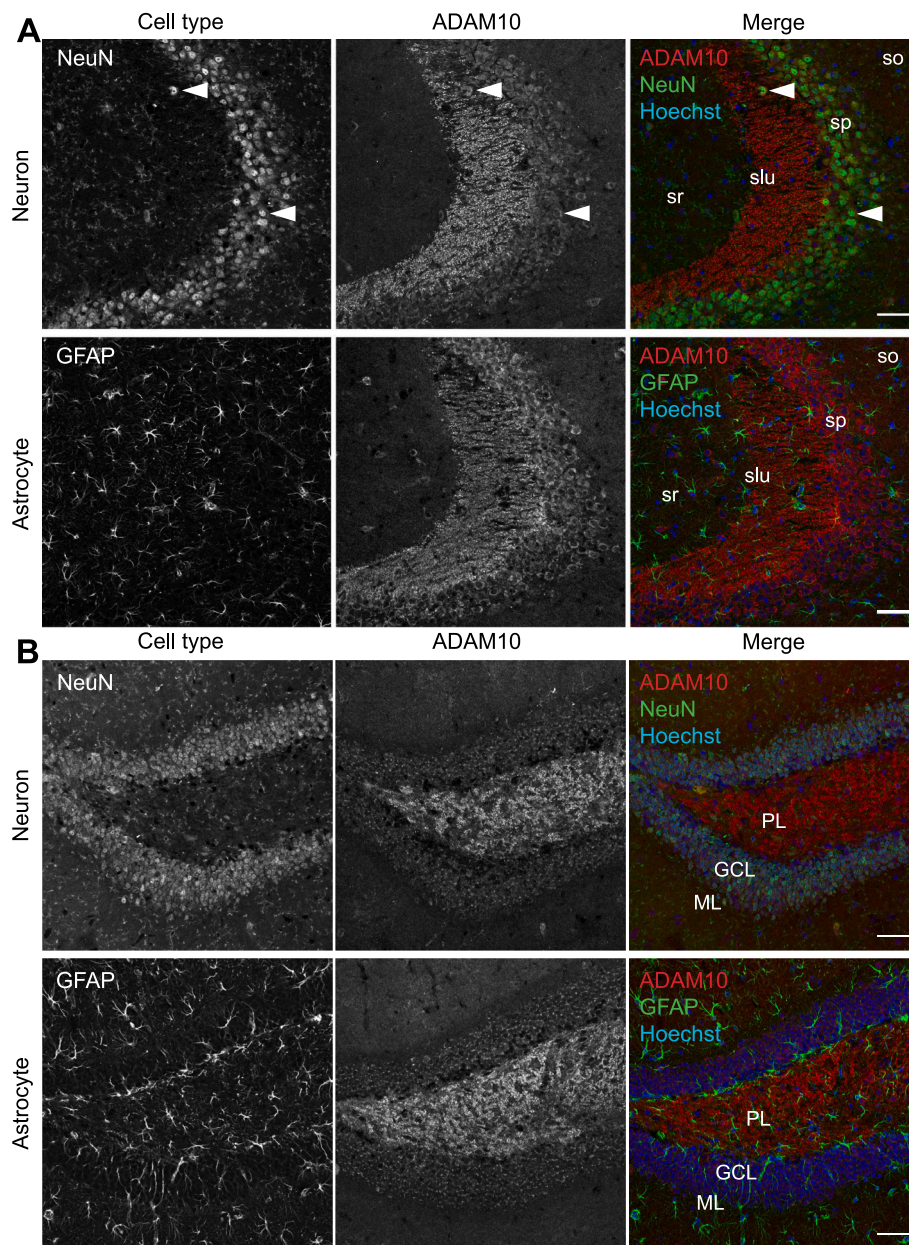 A
Cell type
ADAM10
Merge
Neuron
NeuN
ADAM10
NeuN
Hoechst
so
sp
slu
sr
Astrocyte
GFAP
ADAM10
GFAP
Hoechst
so
sp
slu
sr
B
Cell type
ADAM10
Merge
Neuron
NeuN
ADAM10
NeuN
Hoechst
PL
GCL
ML
Astrocyte
GFAP
ADAM10
GFAP
Hoechst
PL
GCL
ML